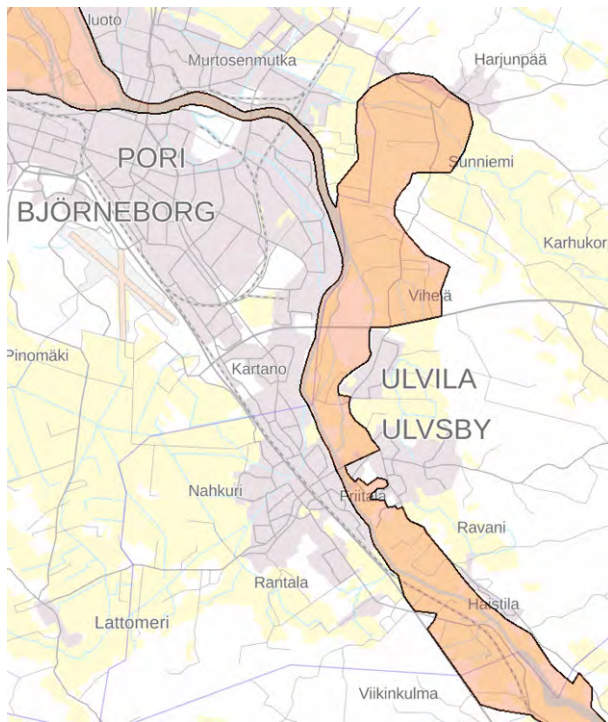 luoto
Murtosenmutka
Harjunpää
PORI
Sunniemi
BJÖRNEBORG
Karhukor
Vihelä
Pinomäki
Kartano
ULVILA
ULVSBY
Nahkuri
Friitala
Ravani
Rantala
Haistila
Lattomeri
Viikinkulma